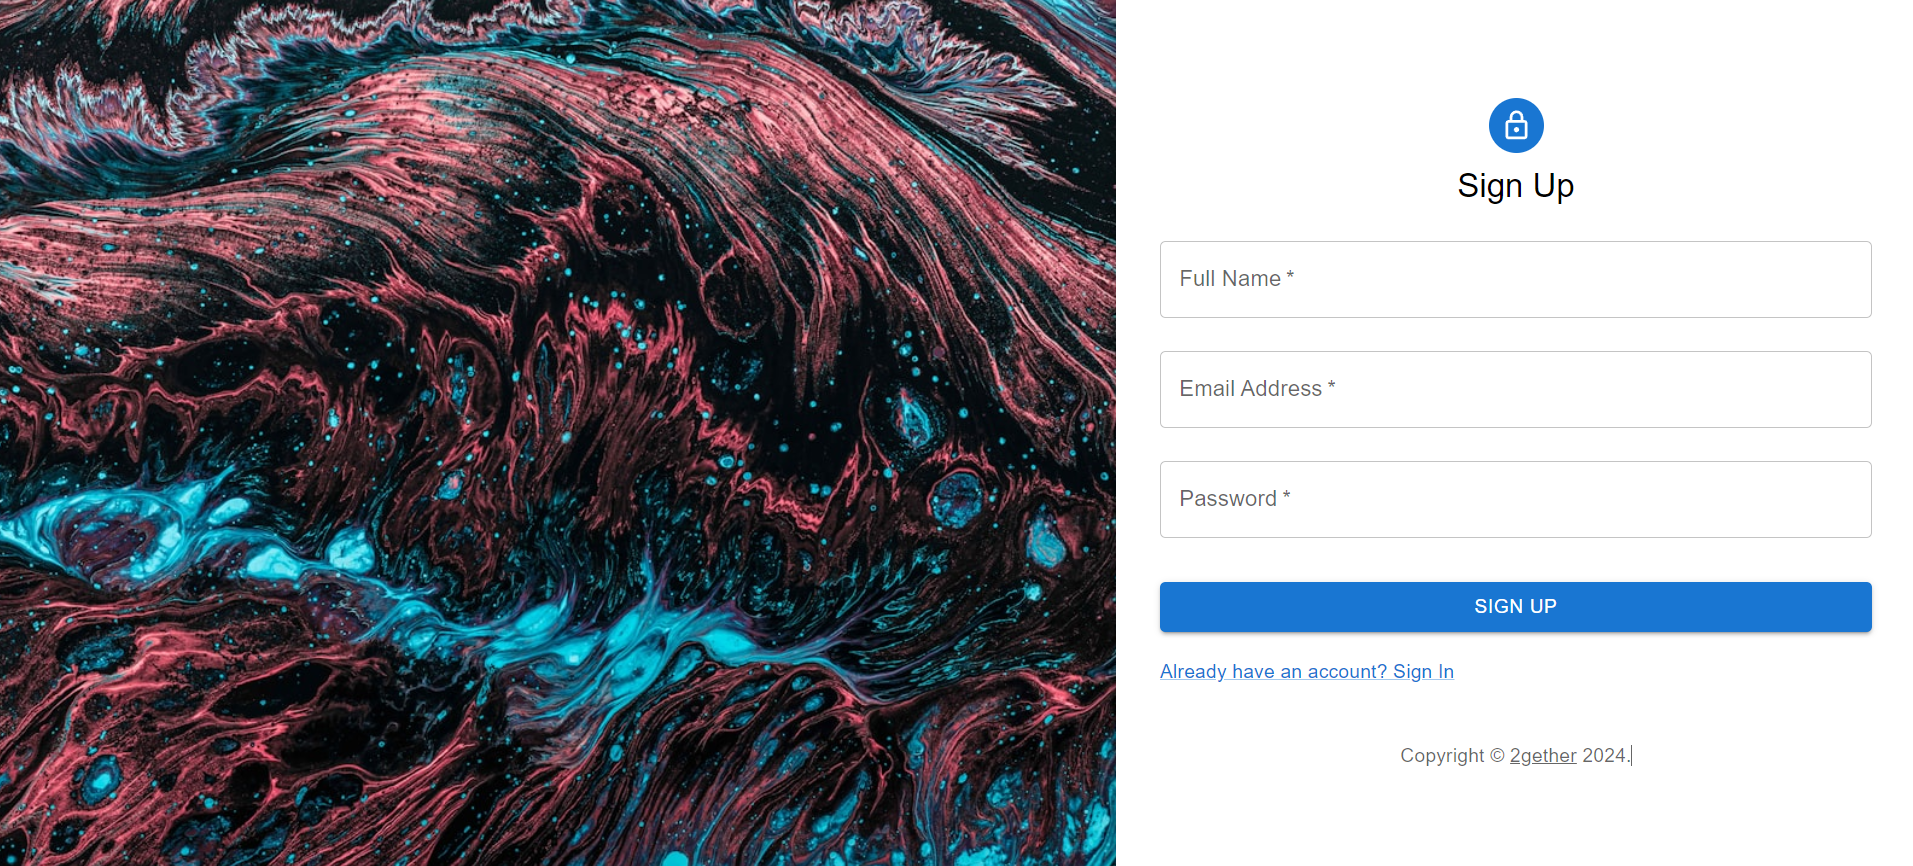 Sign Up
Full Name *
Email Address *
Password *
SIGN UP
Already have an account? Sign In
Copyright © 2gether 2024.